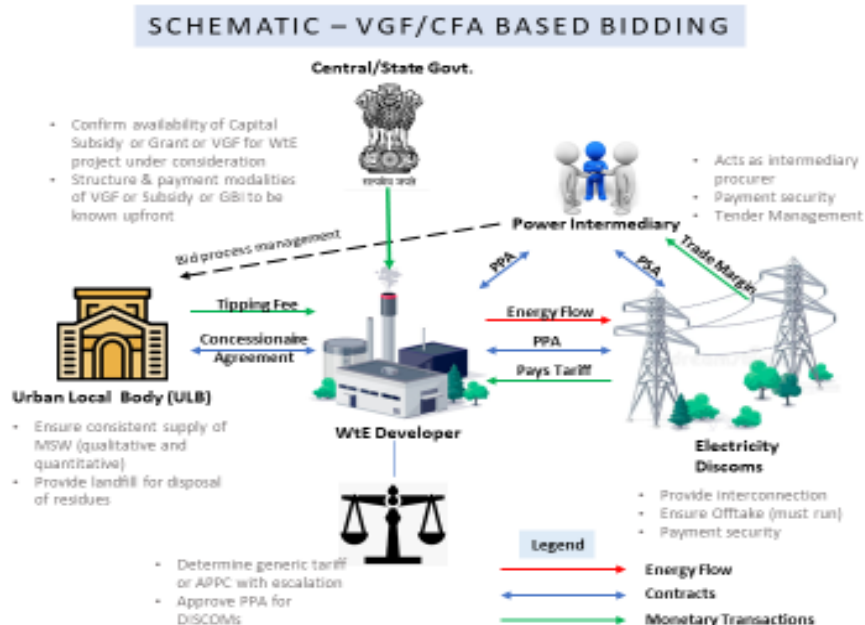 SCHEMATIC – VGF/CFA BASED BIDDING
Central/State Govt.
• Confirm availability of Capital
Subsidy or Grant or VGF for WtE
project under consideration
• Structure & payment modalities
of VGF or Subsidy or GBI to be
known upfront
सत्यमेव जयते
• Acts as intermediary
procurer
• Payment security
• Tender Management
Power Intermediary
Bid process management
PPA
PSA
Trade Margin
Tipping Fee
Concessionaire
Agreement
Energy Flow
PPA
Pays Tariff
Urban Local Body (ULB)
• Ensure consistent supply of
MSW (qualitative and
quantitative)
• Provide landfill for disposal
of residues
WtE Developer
Electricity
Discoms
• Provide interconnection
• Ensure Offtake (must run)
• Payment security
• Determine generic tariff
or APPC with escalation
• Approve PPA for
DISCOMs
Legend
Energy Flow
Contracts
Monetary Transactions